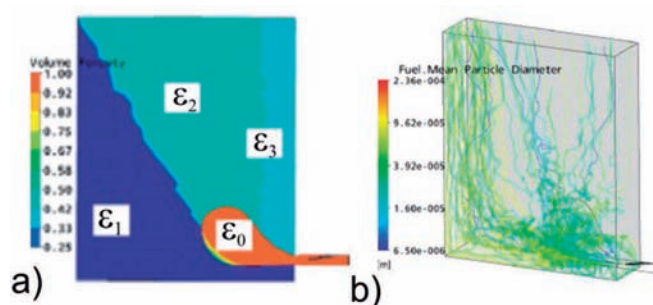 Volume Porosity
1.00
0.92
0.83
0.75
0.67
0.58
0.50
0.42
0.33
0.25
ε1
ε2
ε3
ε0
a)
Fuel.Mean Particle Diameter
2.36e-004
9.62e-005
3.92e-005
1.60e-005
6.50e-006
[m]
b)